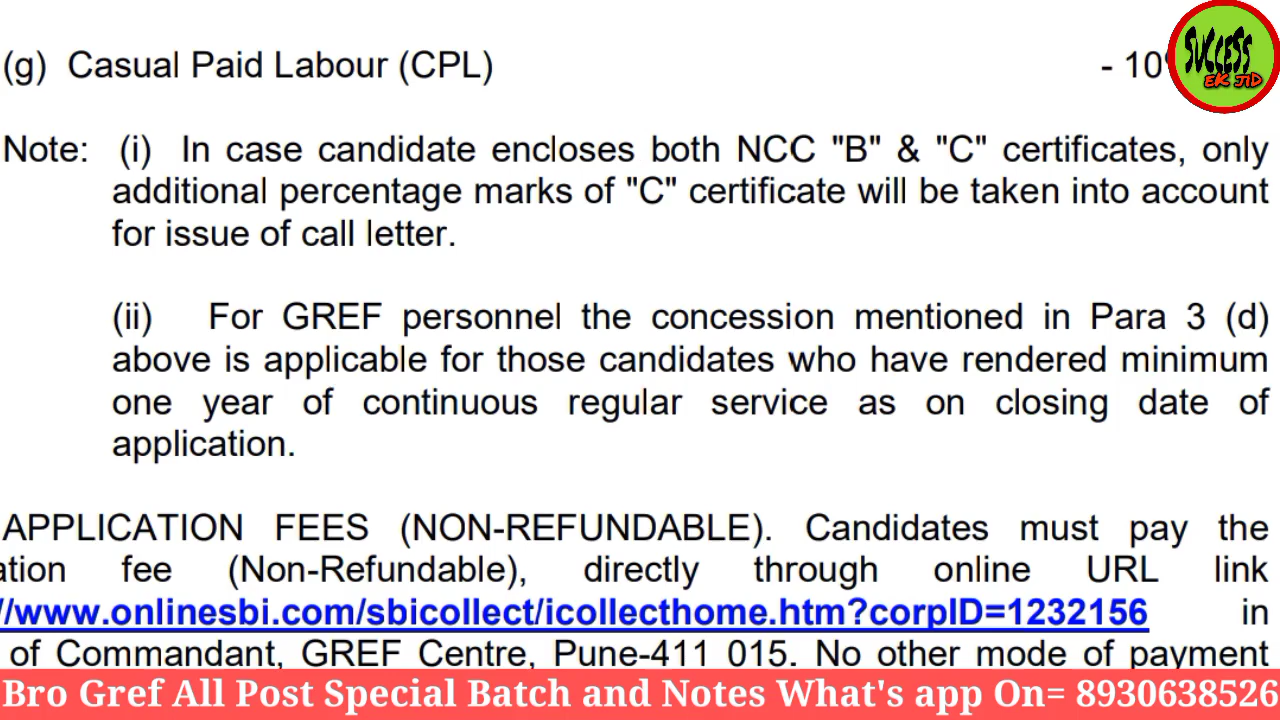 (g) Casual Paid Labour (CPL) - 10
SUCCESS
EK JID
Note: (i) In case candidate encloses both NCC "B" & "C" certificates, only
additional percentage marks of "C" certificate will be taken into account
for issue of call letter.
(ii) For GREF personnel the concession mentioned in Para 3 (d)
above is applicable for those candidates who have rendered minimum
one year of continuous regular service as on closing date of
application.
APPLICATION FEES (NON-REFUNDABLE). Candidates must pay the
ation fee (Non-Refundable), directly through online URL link
//www.onlinesbi.com/sbicollect/icollecthome.htm?corpID=1232156 in
of Commandant, GREF Centre, Pune-411 015. No other mode of payment
Bro Gref All Post Special Batch and Notes What's app On= 8930638526